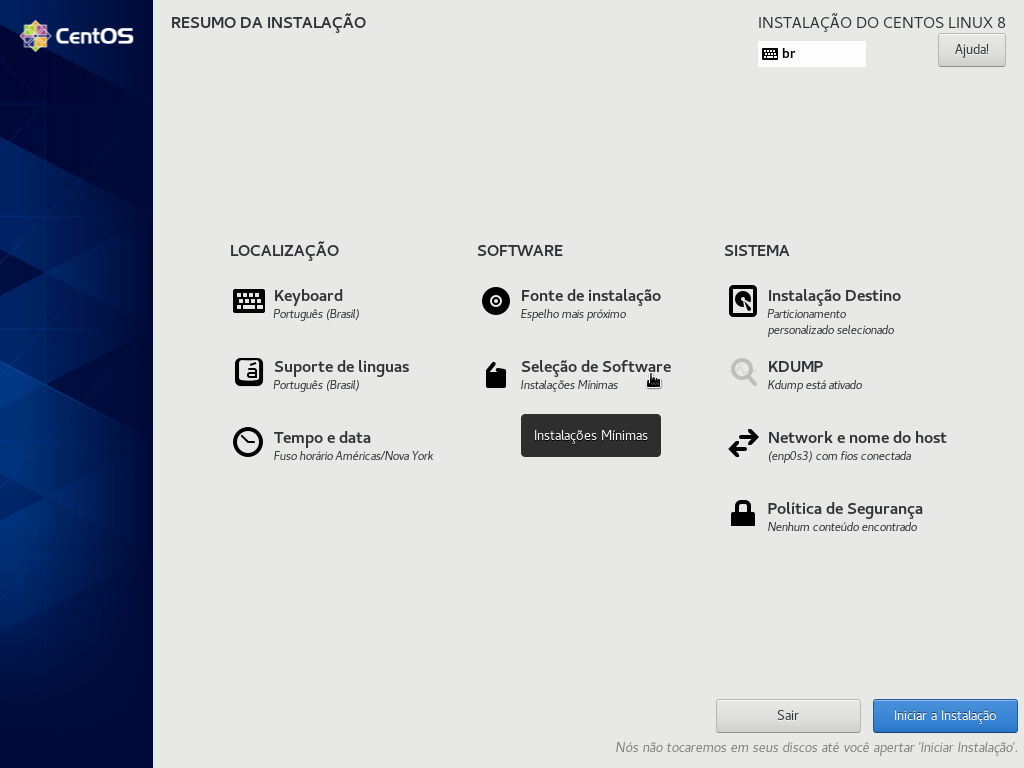 CentOS
RESUMO DA INSTALAÇÃO
INSTALAÇÃO DO CENTOS LINUX 8
br
Ajuda!
LOCALIZAÇÃO
Keyboard
Português (Brasil)
Suporte de linguas
Português (Brasil)
Tempo e data
Fuso horário Américas/Nova York
SOFTWARE
Fonte de instalação
Espelho mais próximo
Seleção de Software
Instalações Mínimas
Instalações Mínimas
SISTEMA
Instalação Destino
Particionamento
personalizado selecionado
KDUMP
Kdump está ativado
Network e nome do host
(enp0s3) com fios conectada
Política de Segurança
Nenhum conteúdo encontrado
Sair
Iniciar a Instalação
Nós não tocaremos em seus discos até você apertar 'Iniciar Instalação'.